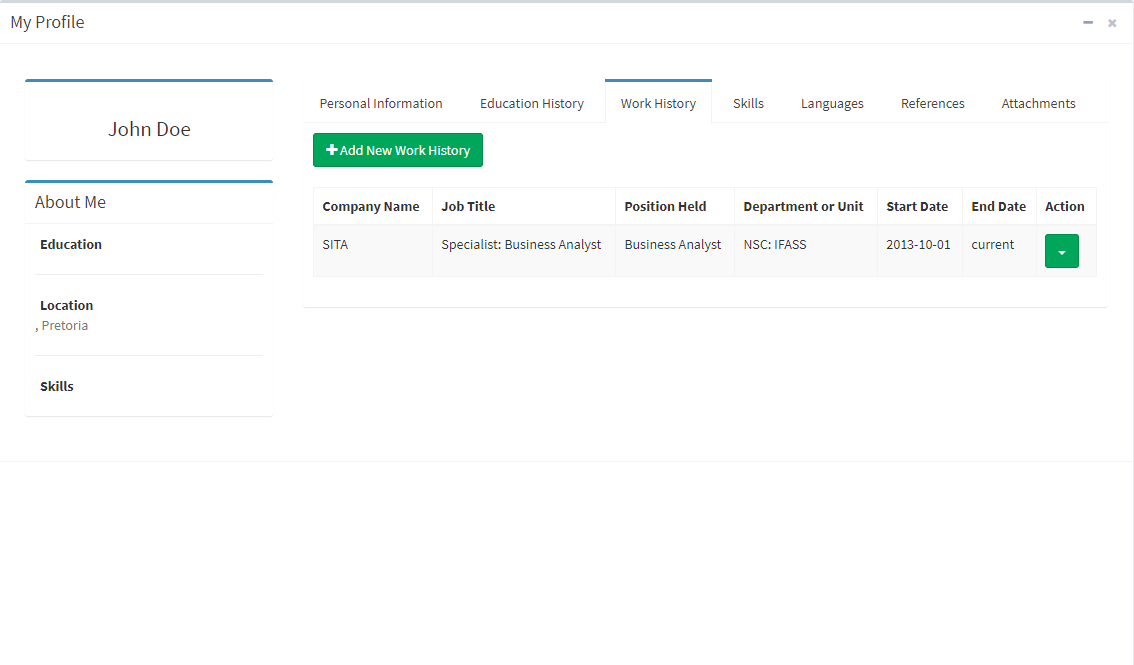 My Profile
John Doe
About Me
Education
Location
, Pretoria
Skills
Personal Information Education History Work History Skills Languages References Attachments
Add New Work History
Company Name Job Title Position Held Department or Unit Start Date End Date Action
SITA Specialist: Business Analyst Business Analyst NSC: IFASS 2013-10-01 current